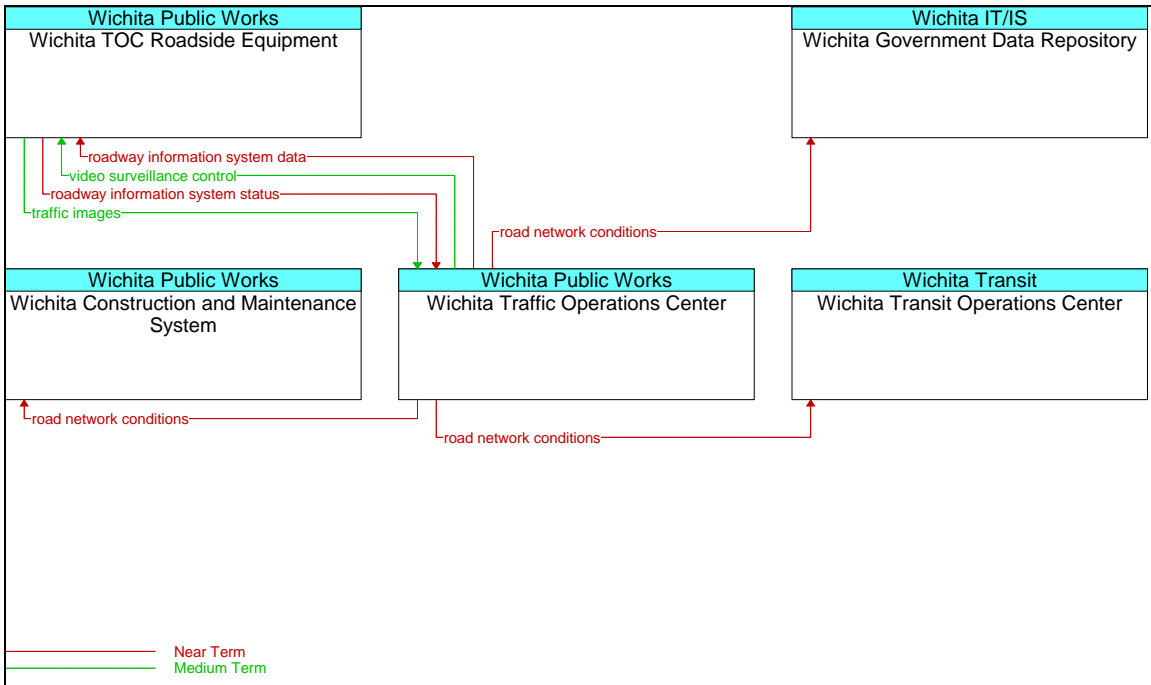 Wichita Public Works
Wichita TOC Roadside Equipment
Wichita IT/IS
Wichita Government Data Repository
roadway information system data
video surveillance control
roadway information system status
traffic images
road network conditions
Wichita Public Works
Wichita Construction and Maintenance
System
Wichita Public Works
Wichita Traffic Operations Center
Wichita Transit
Wichita Transit Operations Center
road network conditions
road network conditions
Near Term
Medium Term